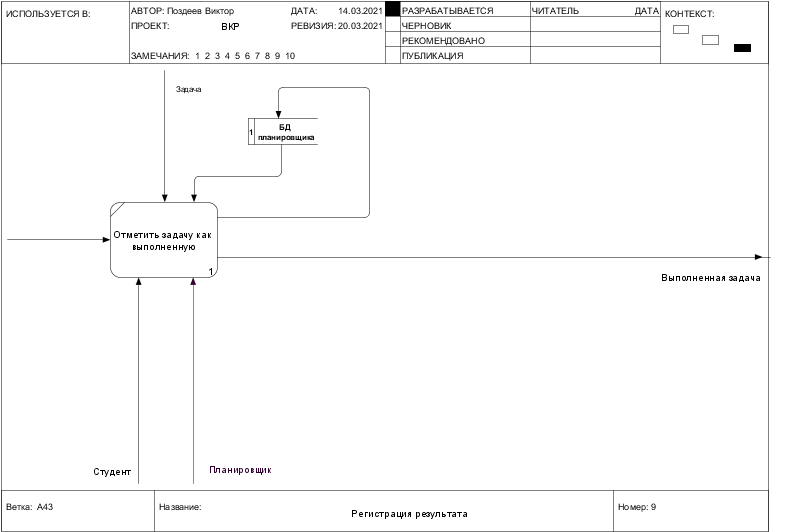 ИСПОЛЬЗУЕТСЯ В:
АВТОР: Поздеев Виктор
ДАТА: 14.03.2021
ПРОЕКТ: ВКР
РЕВИЗИЯ: 20.03.2021
ЗАМЕЧАНИЯ: 1 2 3 4 5 6 7 8 9 10
РАЗРАБАТЫВАЕТСЯ
ЧЕРНОВИК
РЕКОМЕНДОВАНО
ПУБЛИКАЦИЯ
ЧИТАТЕЛЬ ДАТА
КОНТЕКСТ:
Задача
1
БД
планировщика
Отметить задачу как
выполненную
1
Выполненная задача
Студент
Планировщик
Ветка: A43
Название:
Регистрация результата
Номер: 9